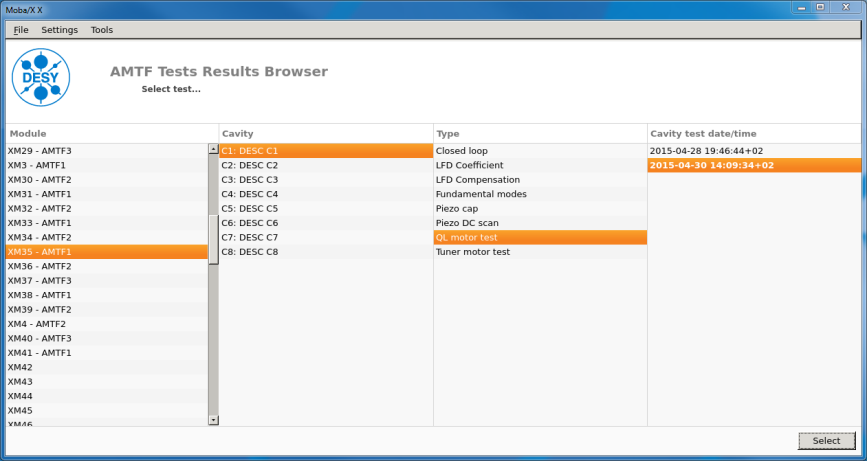 Moba/X X
File Settings Tools
DESY
AMTF Tests Results Browser
Select test...
Module Cavity Type Cavity test date/time
XM29 - AMTF3 C1: DESC C1 Closed loop 2015-04-28 19:46:44+02
XM3 - AMTF1 C2: DESC C2 LFD Coefficient 2015-04-30 14:09:34+02
XM30 - AMTF2 C3: DESC C3 LFD Compensation
XM31 - AMTF2 C4: DESC C4 Fundamental modes
XM32 - AMTF2 C5: DESC C5 Piezo cap
XM33 - AMTF1 C6: DESC C6 Piezo DC scan
XM34 - AMTF2 C7: DESC C7 QL motor test
XM35 - AMTF1 C8: DESC C8 Tuner motor test
XM36 - AMTF2
XM37 - AMTF3
XM38 - AMTF1
XM39 - AMTF2
XM4 - AMTF2
XM40 - AMTF3
XM41 - AMTF1
XM42
XM43
XM44
XM45
XM46
Select